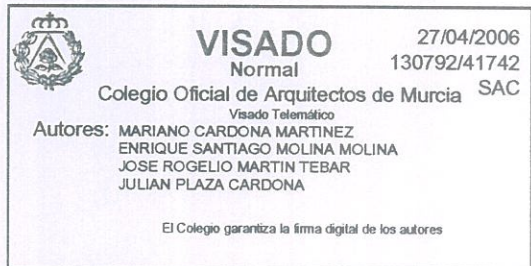 VISADO
27/04/2006
Normal
130792/41742
Colegio Oficial de Arquitectos de Murcia
SAC
Visado Telemático
Autores: MARIANO CARDONA MARTINEZ
ENRIQUE SANTIAGO MOLINA MOLINA
JOSE ROGELIO MARTIN TEBAR
JULIAN PLAZA CARDONA
El Colegio garantiza la firma digital de los autores